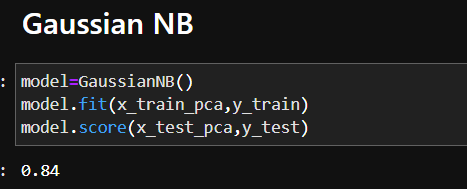 Gaussian NB
: model=GaussianNB()
model.fit(x_train_pca,y_train)
model.score(x_test_pca,y_test)
: 0.84